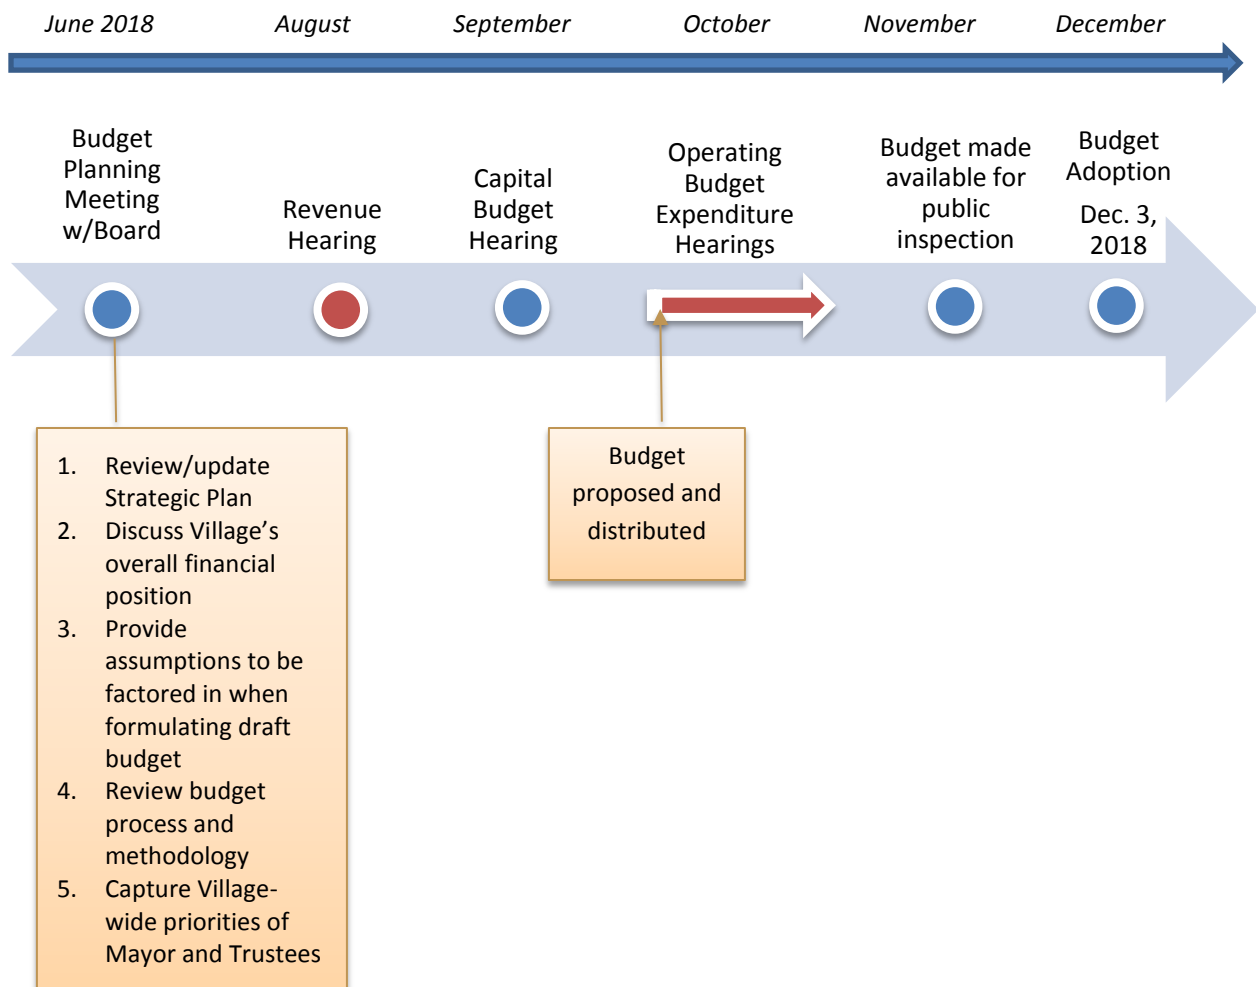 June 2018 August September October November December
Budget
Planning
Meeting
w/Board
Revenue
Hearing
Capital
Budget
Hearing
Operating
Budget
Expenditure
Hearings
Budget made
available for
public
inspection
Budget
Adoption
Dec. 3,
2018
1. Review/update
Strategic Plan
2. Discuss Village’s
overall financial
position
3. Provide
assumptions to be
factored in when
formulating draft
budget
4. Review budget
process and
methodology
5. Capture Village-
wide priorities of
Mayor and Trustees
Budget
proposed and
distributed